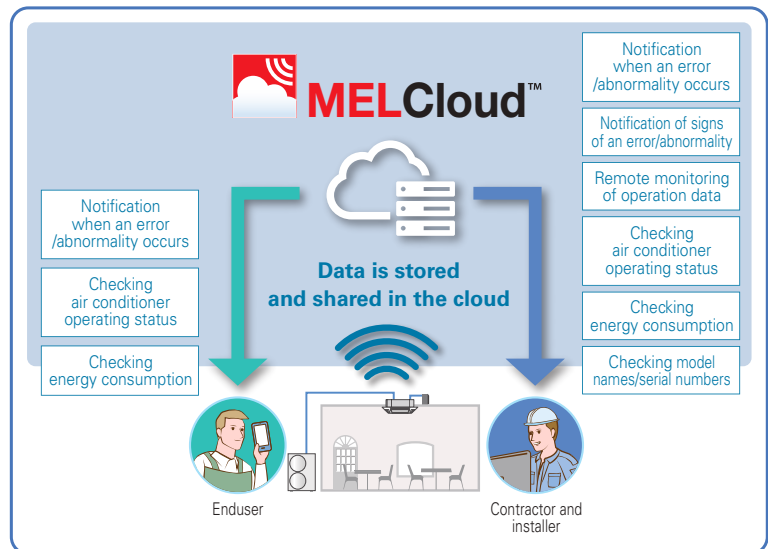 MELCloud™
Notification
when an error
/abnormality occurs
Checking
air conditioner
operating status
Checking
energy consumption
Data is stored
and shared in the cloud
Notification
when an error
/abnormality occurs
Notification of signs
of an error/abnormality
Remote monitoring
of operation data
Checking
air conditioner
operating status
Checking
energy consumption
Checking model
names/serial numbers
Enduser
Contractor and
installer